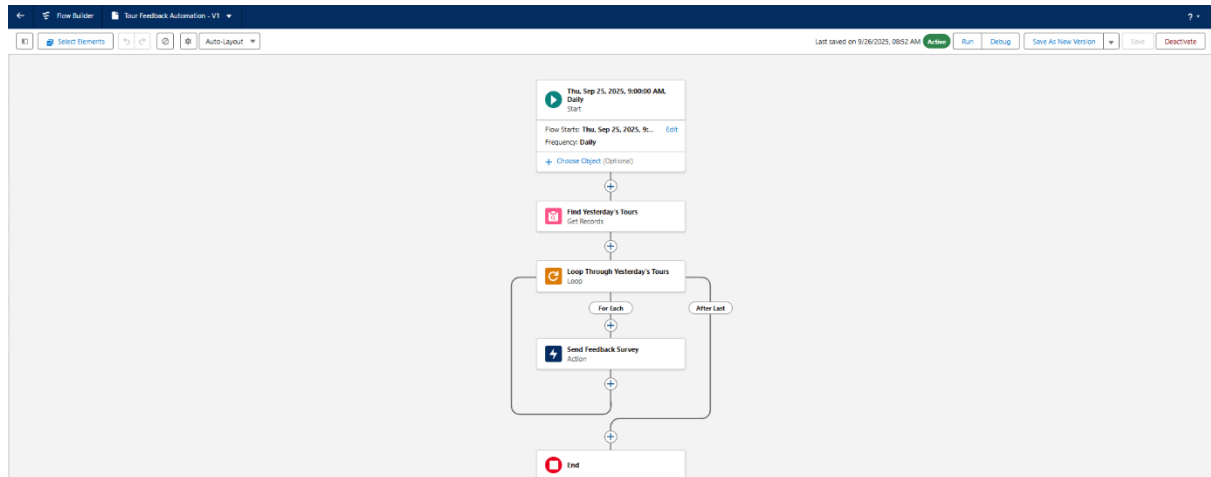 Flow Builder
Tour Feedback Automation - V1
?
Select Elements
Auto-Layout
Last saved on 9/26/2025, 08:52 AM
Active
Run
Debug
Save As New Version
Save
Deactivate
Thu, Sep 25, 2025, 9:00:00 AM,
Daily
Start
Flow Starts: Thu, Sep 25, 2025, 9:... Edit
Frequency: Daily
+ Choose Object (Optional)
Find Yesterday's Tours
Get Records
Loop Through Yesterday's Tours
Loop
For Each
After Last
Send Feedback Survey
Action
End